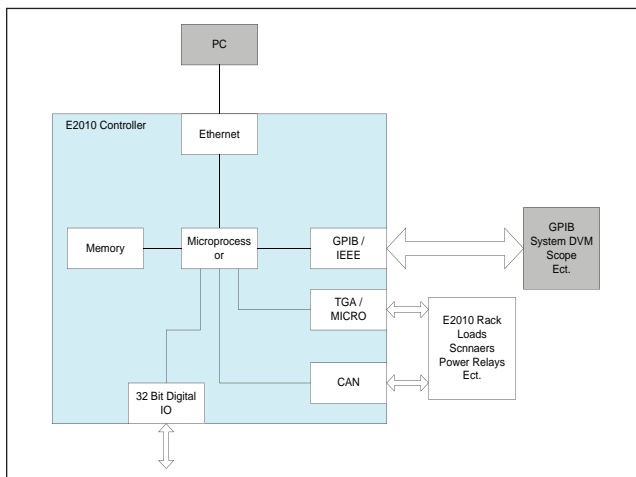 PC
E2010 Controller
Ethernet
Memory
Microprocess
or
GPIB /
IEEE
GPIB
System DVM
Scope
Ect.
TGA /
MICRO
E2010 Rack
Loads
Scnnaers
Power Relays
Ect.
CAN
32 Bit Digital
IO